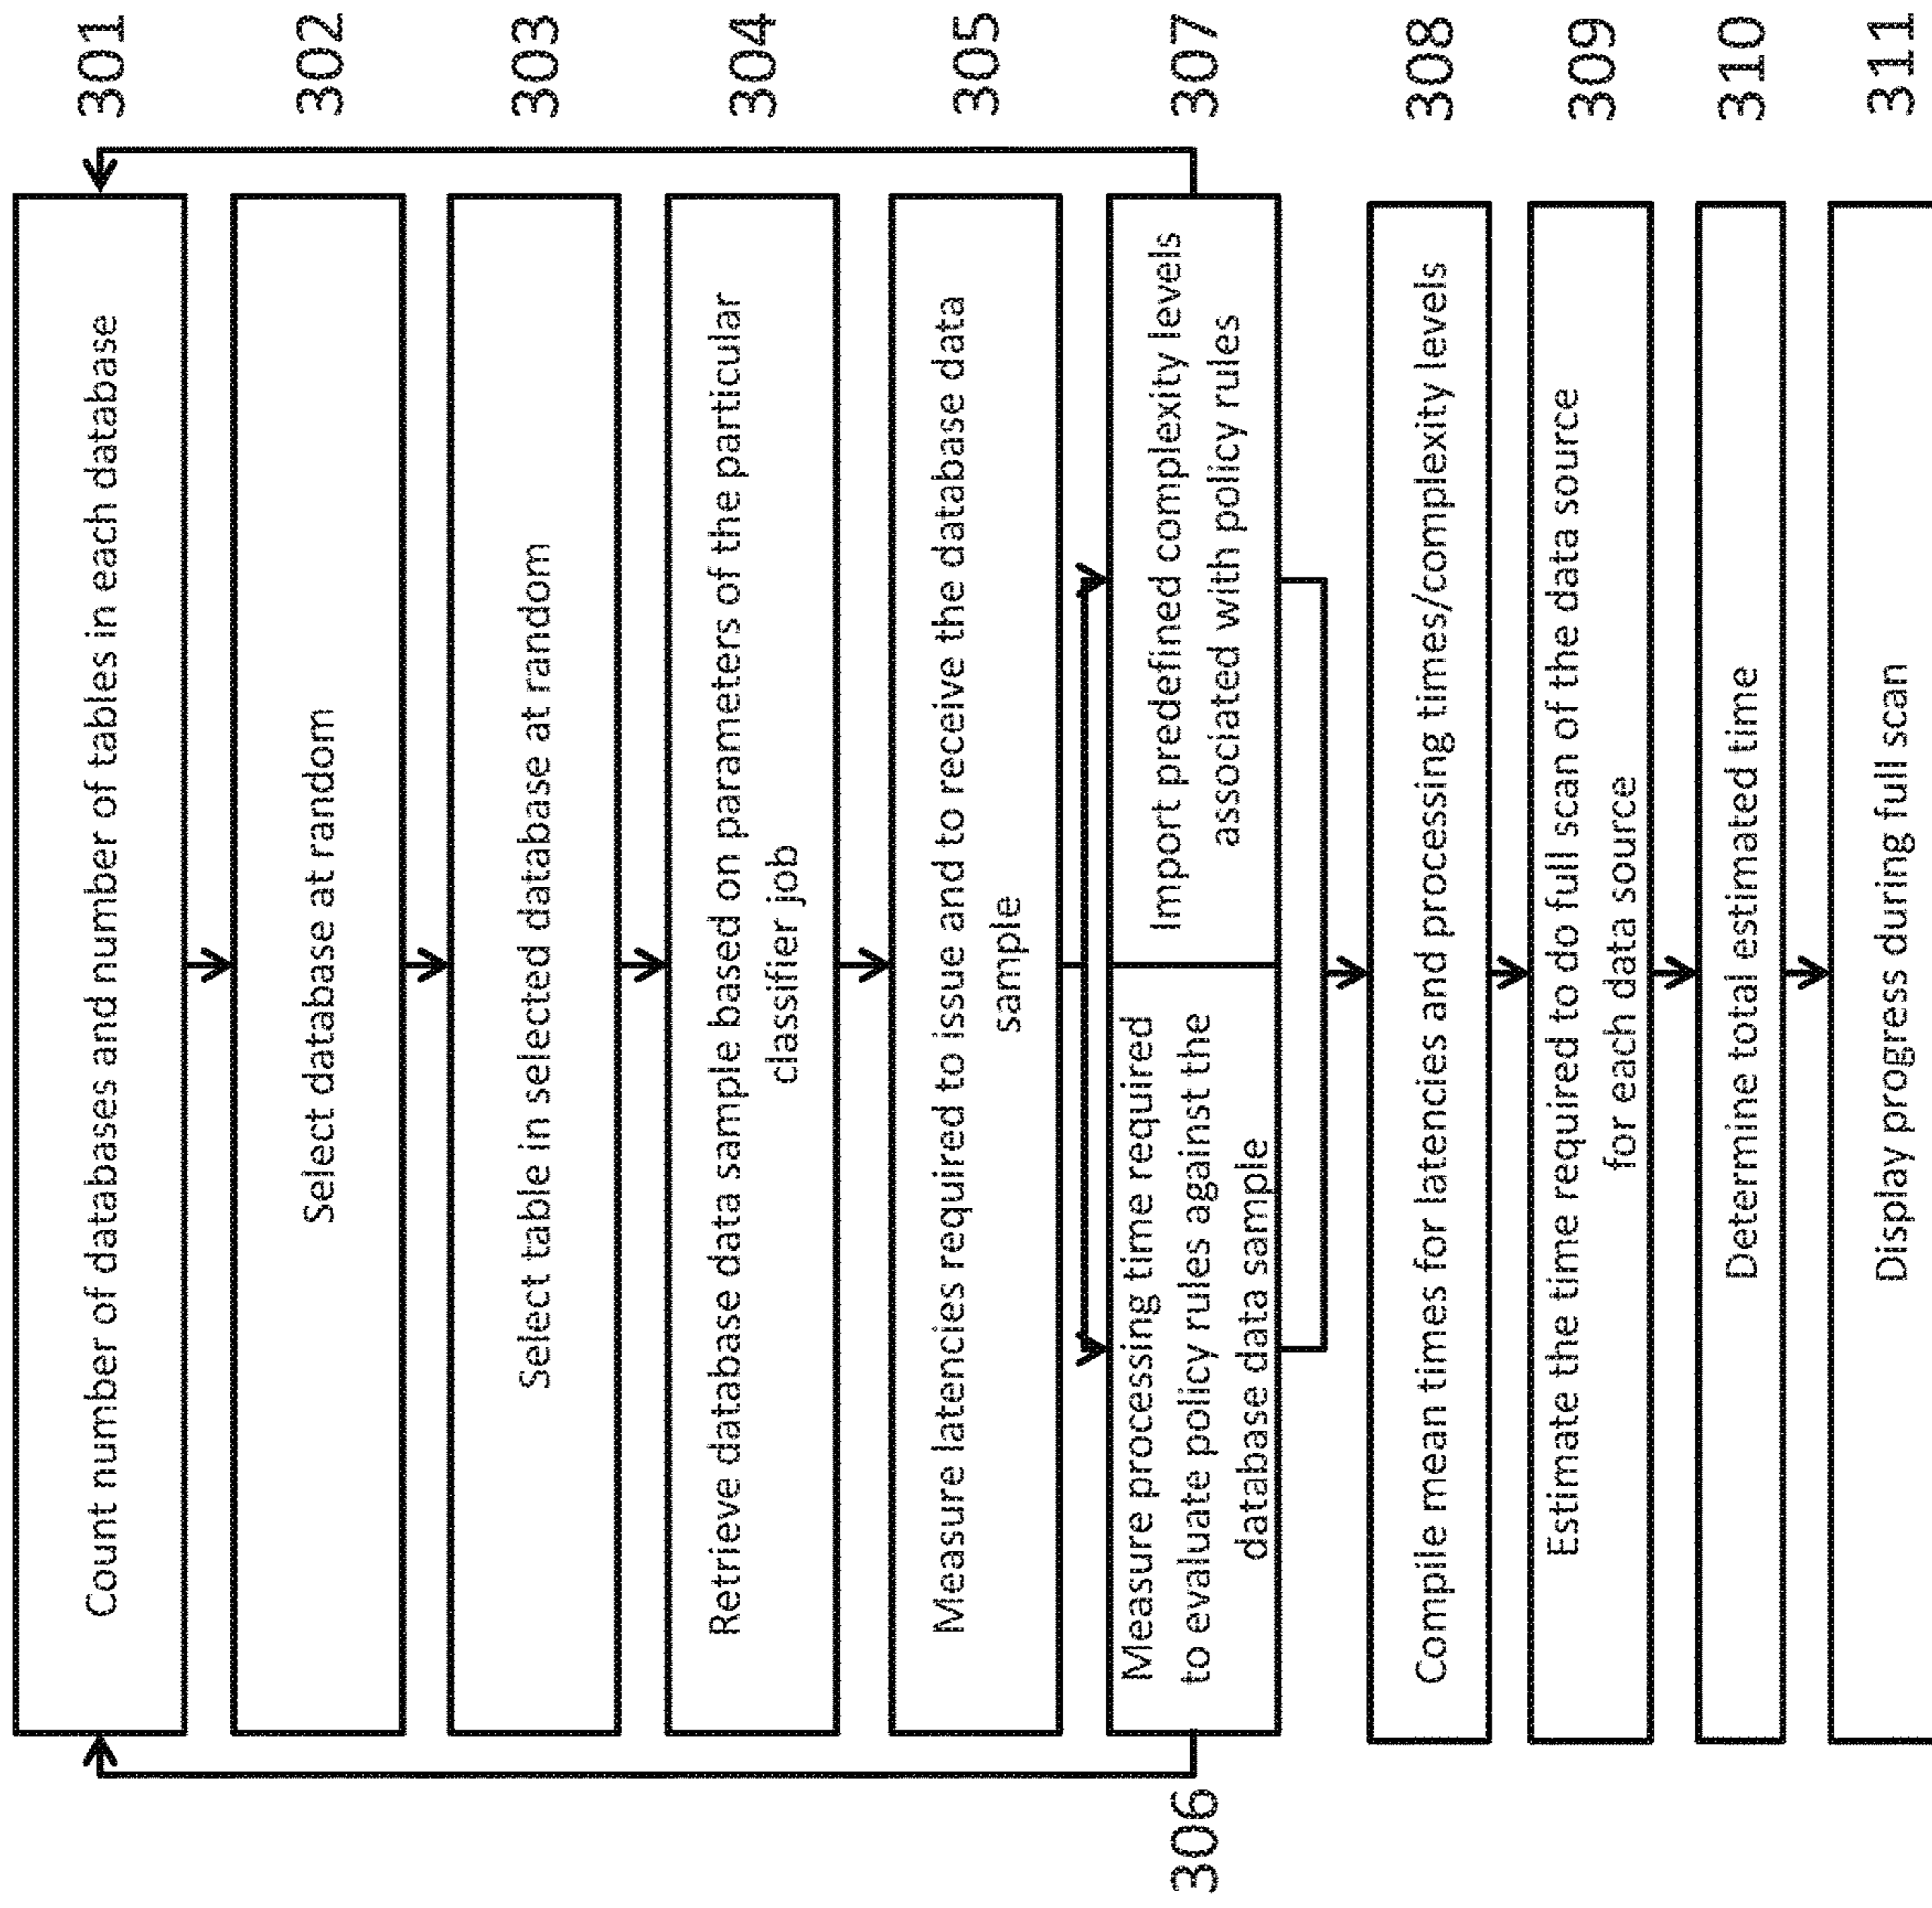 Count number of databases and number of tables in each database
301
Select database at random
302
Select table in selected database at random
303
Retrieve database data sample based on parameters of the particular
classifier job
304
Measure latencies required to issue and to receive the database data
sample
305
306
Measure processing time required
to evaluate policy rules against the
database data sample
Import predefined complexity levels
associated with policy rules
307
Compile mean times for latencies and processing times/complexity levels
308
Estimate the time required to do full scan of the data source
for each data source
309
Determine total estimated time
310
Display progress during full scan
311